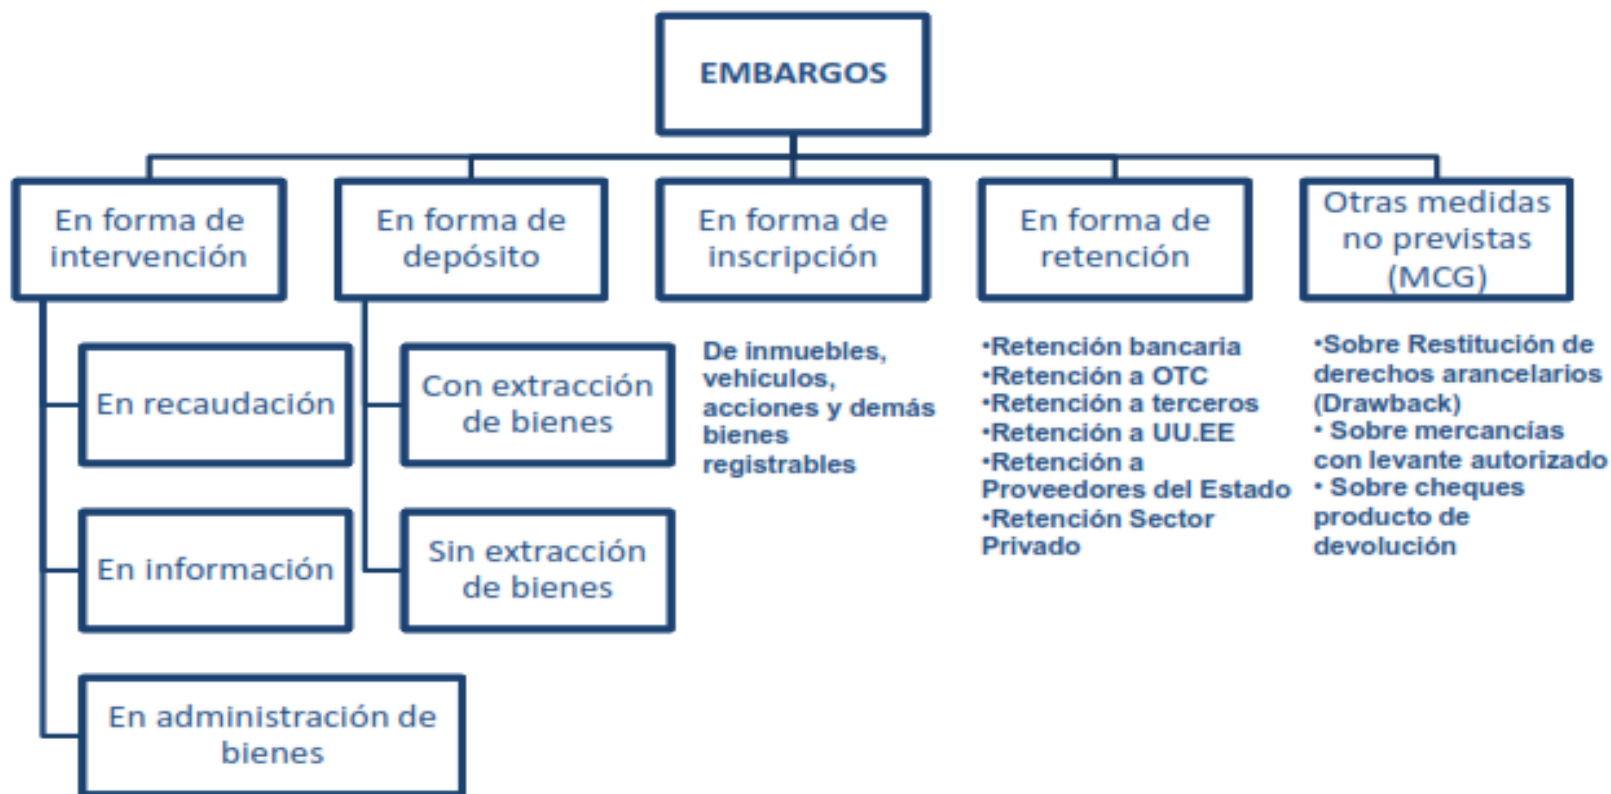 EMBARGOS
En forma de
intervención
En forma de
depósito
En forma de
inscripción
En forma de
retención
Otras medidas
no previstas
(MCG)
En recaudación
En información
En administración de
bienes
Con extracción
de bienes
Sin extracción
de bienes
De inmuebles,
vehículos,
acciones y demás
bienes
registrables
•Retención bancaria
•Retención a OTC
•Retención a terceros
•Retención a UU.EE
•Retención a
Proveedores del Estado
•Retención Sector
Privado
•Sobre Restitución de
derechos arancelarios
(Drawback)
• Sobre mercancías
con levante autorizado
• Sobre cheques
producto de
devolución